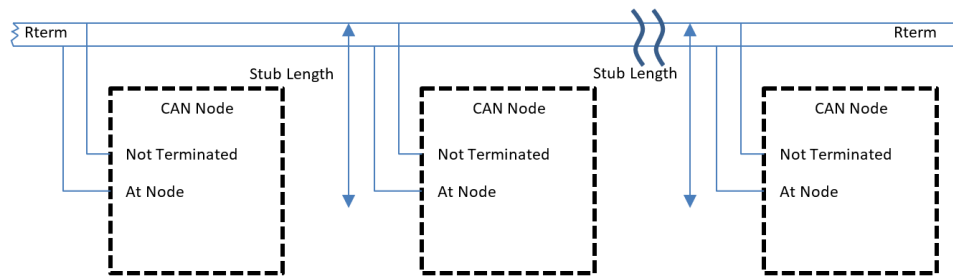 Rterm
Rterm
Stub Length
Stub Length
CAN Node
CAN Node
CAN Node
Not Terminated
Not Terminated
Not Terminated
At Node
At Node
At Node